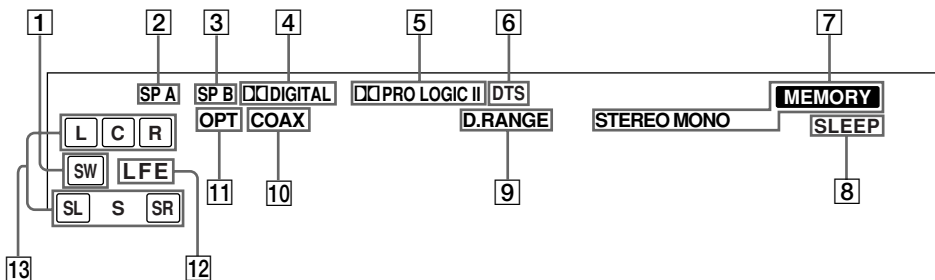 1 2 3 4 5 6 7
SP A SP B DIGITAL PRO LOGIC II DTS MEMORY
OPT COAX D.RANGE STEREO MONO SLEEP
L C R
SW LFE
SL S SR
11 10 9 8
13 12